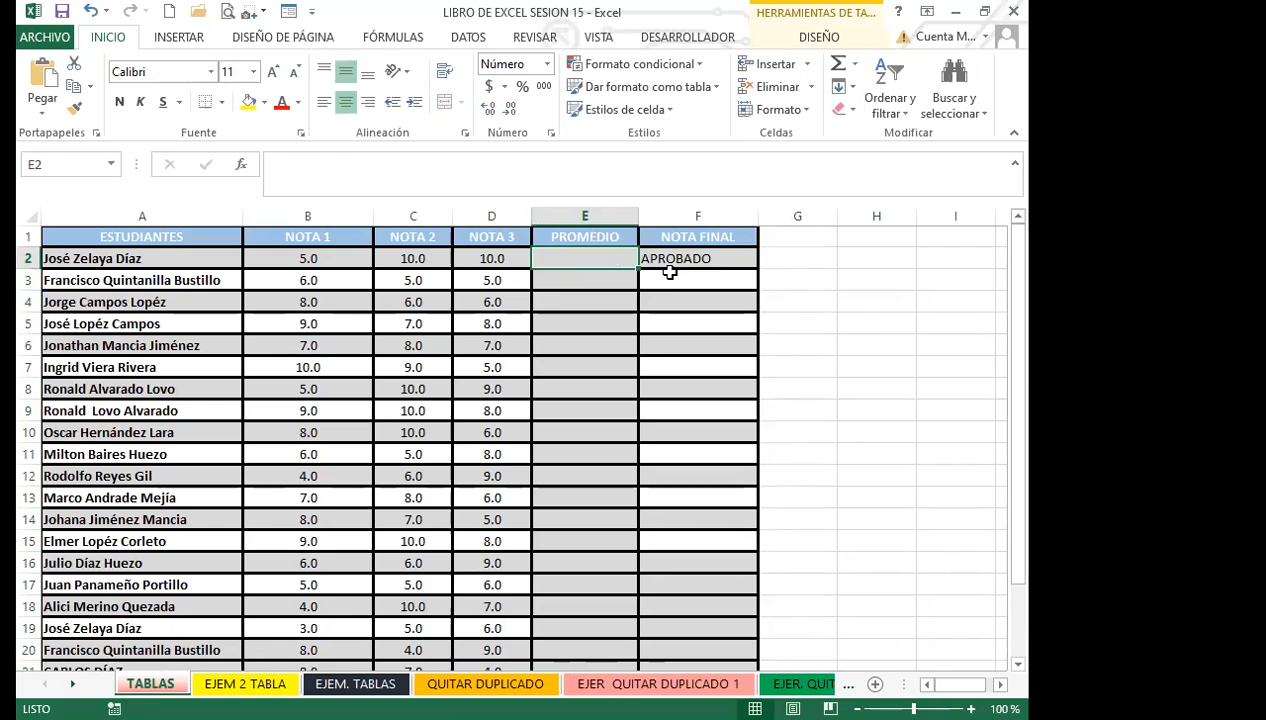 LIBRO DE EXCEL SESION 15 - Excel
HERRAMIENTAS DE TA...
?
ARCHIVO INICIO INSERTAR DISEÑO DE PÁGINA FÓRMULAS DATOS REVISAR VISTA DESARROLLADOR DISEÑO Cuenta M...
Pegar
Portapapeles
Calibri 11
N K S
Fuente
Alineación
Número
$ % 000
Número
Formato condicional
Dar formato como tabla
Estilos de celda
Estilos
Insertar
Eliminar
Formato
Celdas
Ordenar y filtrar
Buscar y seleccionar
Modificar
E2 fx
A B C D E F G H I
1 ESTUDIANTES NOTA 1 NOTA 2 NOTA 3 PROMEDIO NOTA FINAL
2 José Zelaya Díaz 5.0 10.0 10.0 APROBADO
3 Francisco Quintanilla Bustillo 6.0 5.0 5.0
4 Jorge Campos Lopéz 8.0 6.0 6.0
5 José Lopéz Campos 9.0 7.0 8.0
6 Jonathan Mancia Jiménez 7.0 8.0 7.0
7 Ingrid Viera Rivera 10.0 9.0 5.0
8 Ronald Alvarado Lovo 5.0 10.0 9.0
9 Ronald Lovo Alvarado 9.0 10.0 8.0
10 Oscar Hernández Lara 8.0 10.0 6.0
11 Milton Baires Huezo 6.0 5.0 8.0
12 Rodolfo Reyes Gil 4.0 6.0 9.0
13 Marco Andrade Mejía 7.0 8.0 6.0
14 Johana Jiménez Mancia 8.0 7.0 5.0
15 Elmer Lopéz Corleto 9.0 10.0 8.0
16 Julio Díaz Huezo 6.0 6.0 9.0
17 Juan Panameño Portillo 5.0 5.0 6.0
18 Alici Merino Quezada 4.0 10.0 7.0
19 José Zelaya Díaz 3.0 5.0 6.0
20 Francisco Quintanilla Bustillo 8.0 4.0 9.0
21 CARLOS DÍAZ
TABLAS EJEM 2 TABLA EJEM. TABLAS QUITAR DUPLICADO EJER QUITAR DUPLICADO 1 EJER. QUIT ...
LISTO 100 %